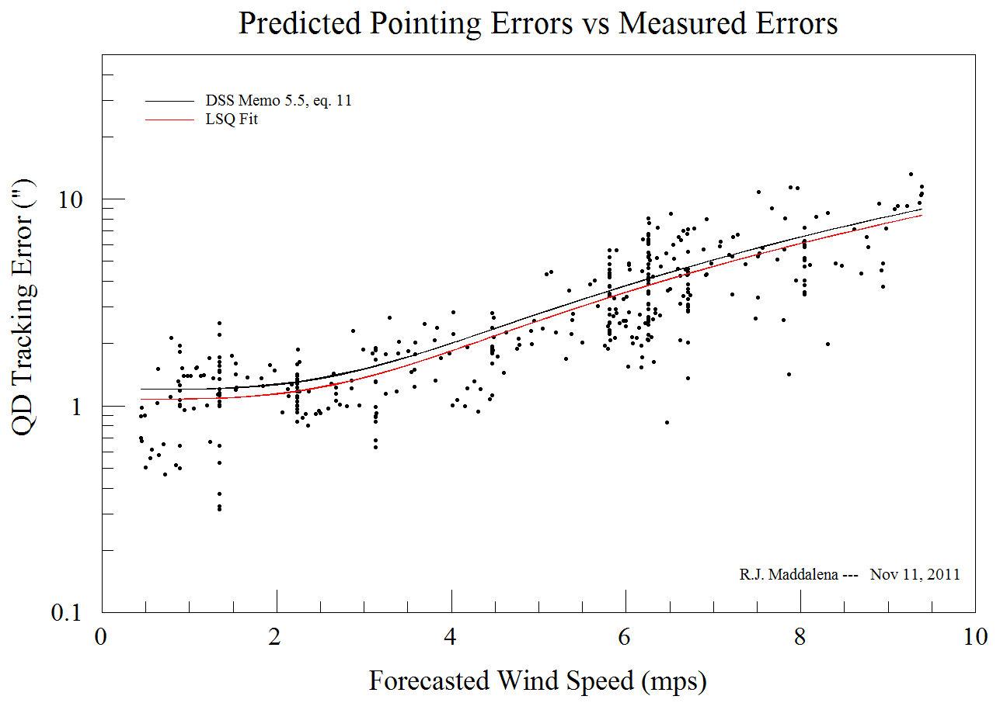 Predicted Pointing Errors vs Measured Errors
DSS Memo 5.5, eq. 11
LSQ Fit
QD Tracking Error (")
10
1
0.1
R.J. Maddalena --- Nov 11, 2011
0 2 4 6 8 10
Forecasted Wind Speed (mps)